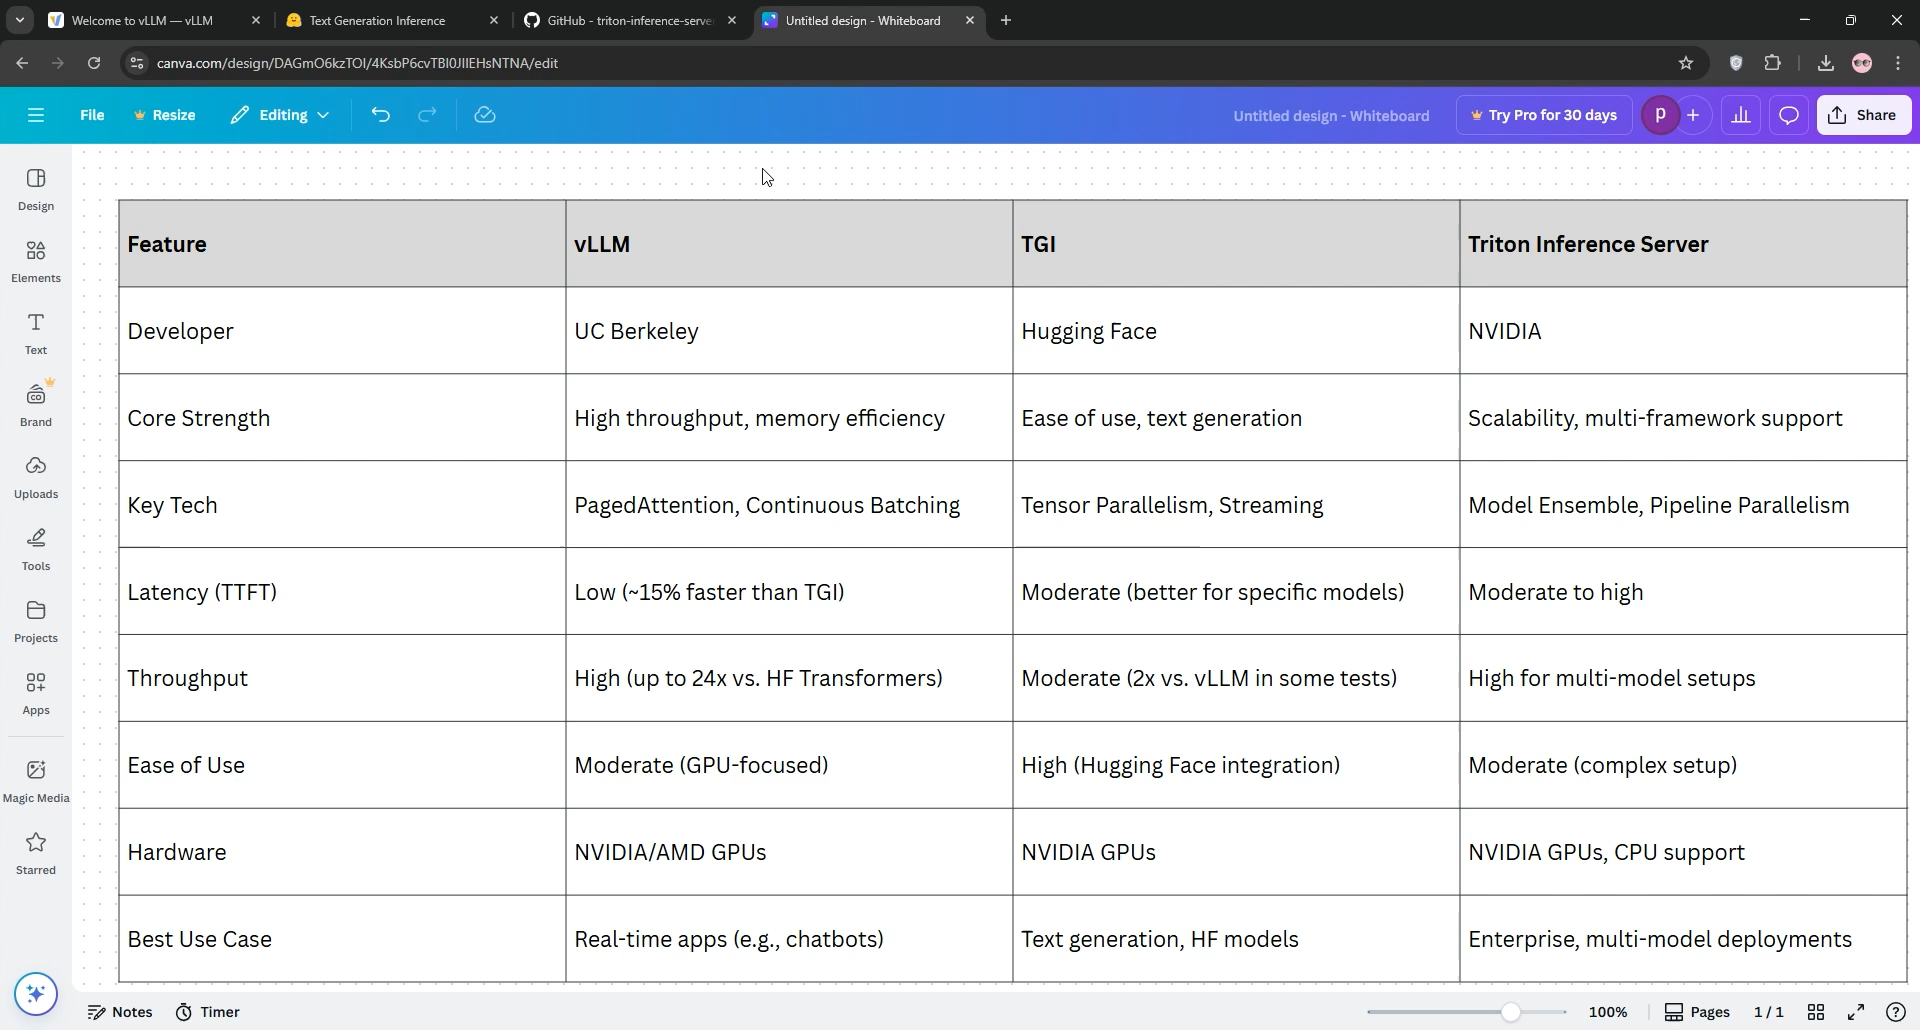 Welcome to vLLM — vLLM
Text Generation Inference
GitHub - triton-inference-serve
Untitled design - Whiteboard
canva.com/design/DAGmO6kzTOI/4KsbP6cvTBI0JIIEHsNTNA/edit
File
Resize
Editing
Untitled design - Whiteboard
Try Pro for 30 days
p
Share
Design
Elements
Text
Brand
Uploads
Tools
Projects
Apps
Magic Media
Starred
Feature vLLM TGI Triton Inference Server
Developer UC Berkeley Hugging Face NVIDIA
Core Strength High throughput, memory efficiency Ease of use, text generation Scalability, multi-framework support
Key Tech PagedAttention, Continuous Batching Tensor Parallelism, Streaming Model Ensemble, Pipeline Parallelism
Latency (TTFT) Low (~15% faster than TGI) Moderate (better for specific models) Moderate to high
Throughput High (up to 24x vs. HF Transformers) Moderate (2x vs. vLLM in some tests) High for multi-model setups
Ease of Use Moderate (GPU-focused) High (Hugging Face integration) Moderate (complex setup)
Hardware NVIDIA/AMD GPUs NVIDIA GPUs NVIDIA GPUs, CPU support
Best Use Case Real-time apps (e.g., chatbots) Text generation, HF models Enterprise, multi-model deployments
Notes
Timer
100%
Pages
1 / 1